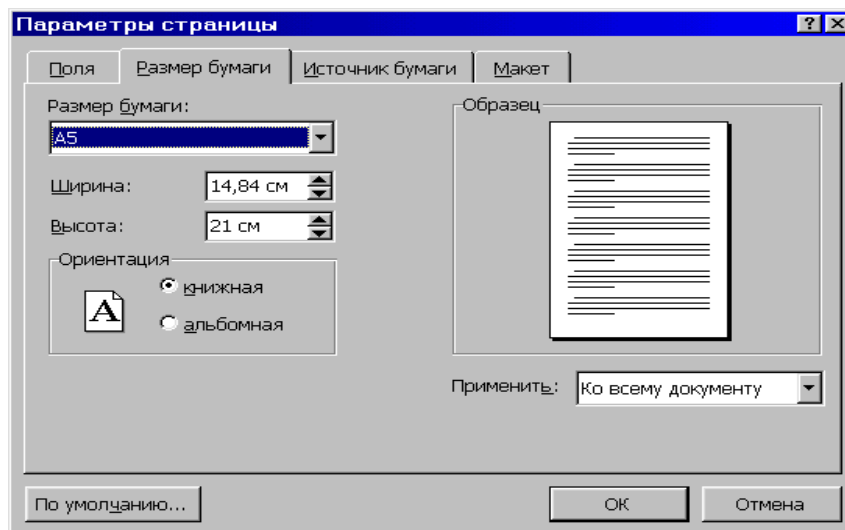 Параметры страницы
Поля Размер бумаги Источник бумаги Макет
Размер бумаги:
A5
Ширина: 14,84 см
Высота: 21 см
Ориентация
A
книжная
альбомная
Образец
Применить: Ко всему документу
По умолчанию... ОК Отмена